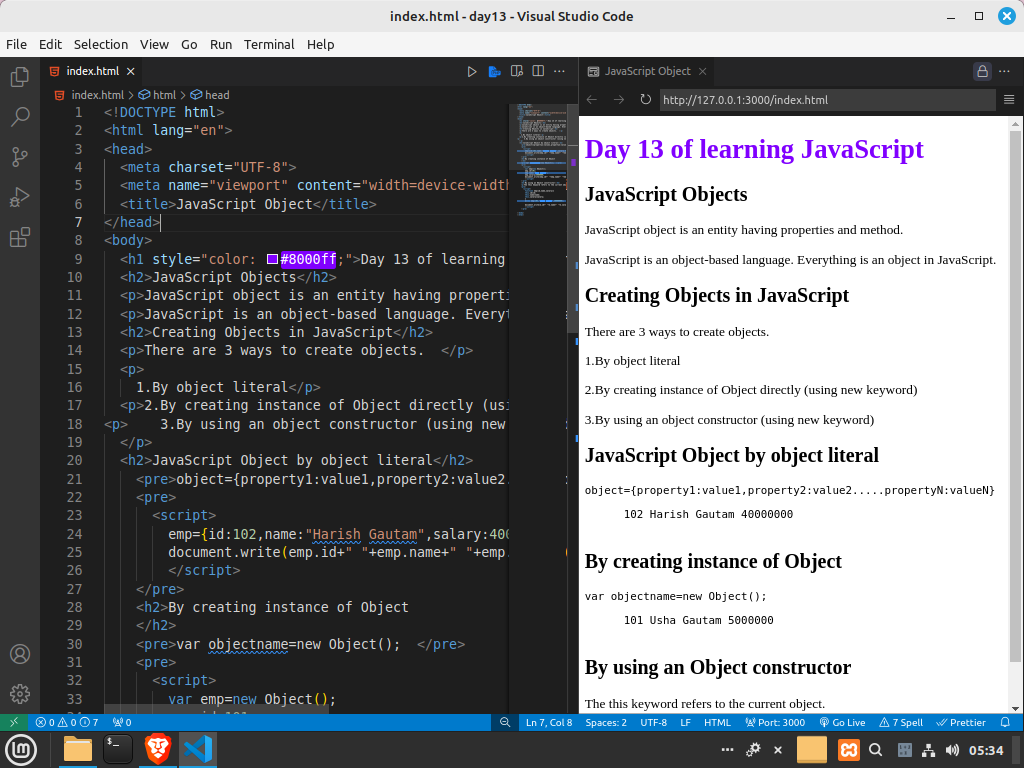 index.html - day13 - Visual Studio Code
File Edit Selection View Go Run Terminal Help
index.html
index.html > html > head
1 <!DOCTYPE html>
2 <html lang="en">
3 <head>
4 <meta charset="UTF-8">
5 <meta name="viewport" content="width=device-width
6 <title>JavaScript Object</title>
7 </head>
8 <body>
9 <h1 style="color: #8000ff;">Day 13 of learning
10 <h2>JavaScript Objects</h2>
11 <p>JavaScript object is an entity having properti
12 <p>JavaScript is an object-based language. Everyt
13 <h2>Creating Objects in JavaScript</h2>
14 <p>There are 3 ways to create objects.  </p>
15 <p>
16 1.By object literal</p>
17 <p>2.By creating instance of Object directly (usi
18 <p>    3.By using an object constructor (using new
19 </p>
20 <h2>JavaScript Object by object literal</h2>
21 <pre>object={property1:value1,property2:value2.
22 <pre>
23 <script>
24 emp={id:102,name:"Harish Gautam",salary:400
25 document.write(emp.id+" "+emp.name+" "+emp.
26 </script>
27 </pre>
28 <h2>By creating instance of Object
29 </h2>
30 <pre>var objectname=new Object();  </pre>
31 <pre>
32 <script>
33 var emp=new Object();
JavaScript Object
http://127.0.0.1:3000/index.html
Day 13 of learning JavaScript
JavaScript Objects
JavaScript object is an entity having properties and method.
JavaScript is an object-based language. Everything is an object in JavaScript.
Creating Objects in JavaScript
There are 3 ways to create objects.
1.By object literal
2.By creating instance of Object directly (using new keyword)
3.By using an object constructor (using new keyword)
JavaScript Object by object literal
object={property1:value1,property2:value2.....propertyN:valueN}
102 Harish Gautam 40000000
By creating instance of Object
var objectname=new Object();
101 Usha Gautam 5000000
By using an Object constructor
The this keyword refers to the current object.
0 0 7 0 Ln 7, Col 8 Spaces: 2 UTF-8 LF HTML Port: 3000 Go Live 7 Spell Prettier
05:34